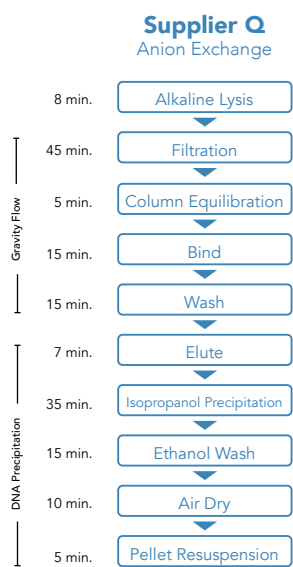 Supplier Q
Anion Exchange
8 min.
Alkaline Lysis
45 min.
Filtration
5 min.
Column Equilibration
15 min.
Bind
15 min.
Wash
Gravity Flow
7 min.
Elute
35 min.
Isopropanol Precipitation
15 min.
Ethanol Wash
10 min.
Air Dry
5 min.
Pellet Resuspension
DNA Precipitation